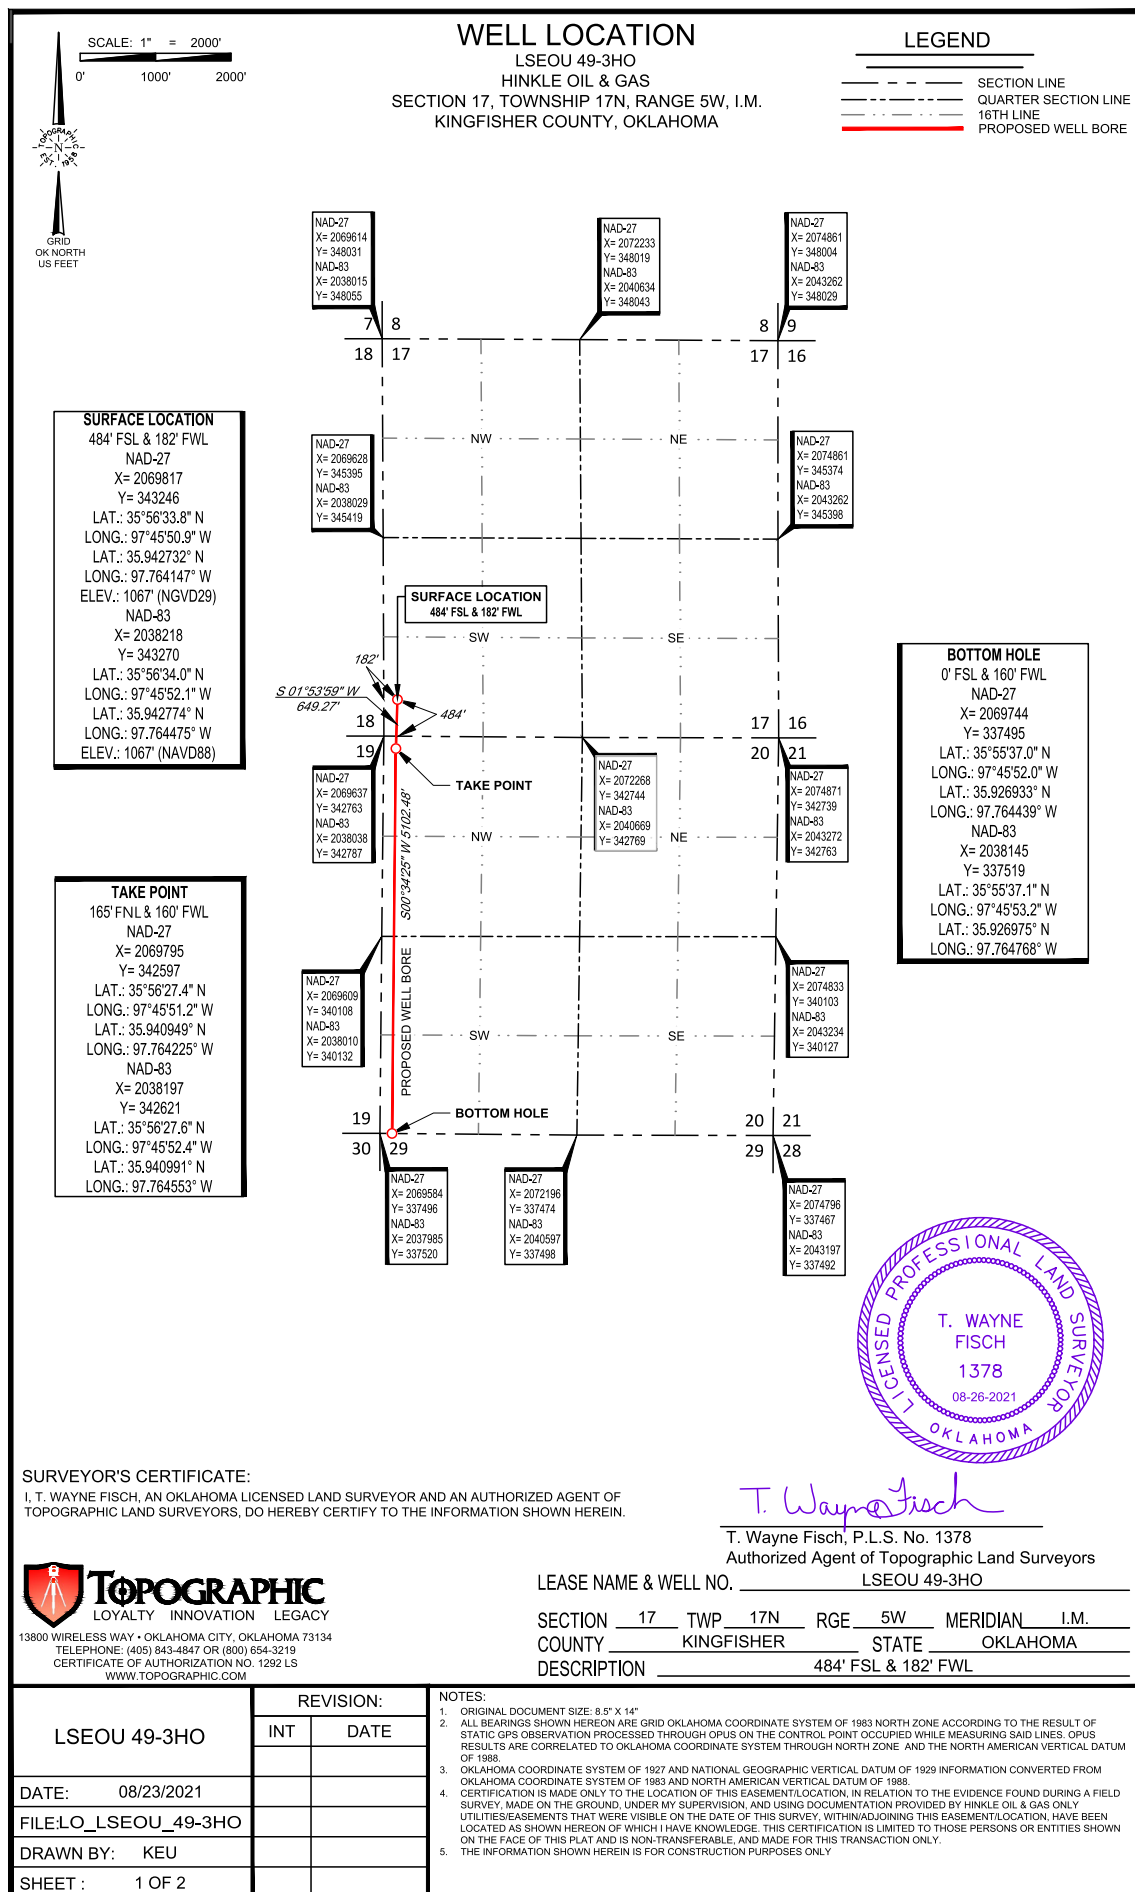 SCALE: 1" = 2000'
0' 1000' 2000'
TOPOGRAPHIC
N
EST. 1958
GRID
OK NORTH
US FEET
WELL LOCATION
LSEOU 49-3HO
HINKLE OIL & GAS
SECTION 17, TOWNSHIP 17N, RANGE 5W, I.M.
KINGFISHER COUNTY, OKLAHOMA
LEGEND
SECTION LINE
QUARTER SECTION LINE
16TH LINE
PROPOSED WELL BORE
NAD-27
X= 2069614
Y= 348031
NAD-83
X= 2038015
Y= 348055
NAD-27
X= 2072233
Y= 348019
NAD-83
X= 2040634
Y= 348043
NAD-27
X= 2074861
Y= 348004
NAD-83
X= 2043262
Y= 348029
7 8
18 17
8 9
17 16
SURFACE LOCATION
484' FSL & 182' FWL
NAD-27
X= 2069817
Y= 343246
LAT.: 35°56'33.8" N
LONG.: 97°45'50.9" W
LAT.: 35.942732° N
LONG.: 97.764147° W
ELEV.: 1067' (NGVD29)
NAD-83
X= 2038218
Y= 343270
LAT.: 35°56'34.0" N
LONG.: 97°45'52.1" W
LAT.: 35.942774° N
LONG.: 97.764475° W
ELEV.: 1067' (NAVD88)
NAD-27
X= 2069628
Y= 345395
NAD-83
X= 2038029
Y= 345419
NW
NE
NAD-27
X= 2074861
Y= 345374
NAD-83
X= 2043262
Y= 345398
SURFACE LOCATION
484' FSL & 182' FWL
SW
SE
182'
S 01°53'59" W
649.27'
484'
18
19
17 16
20 21
TAKE POINT
NAD-27
X= 2069637
Y= 342763
NAD-83
X= 2038038
Y= 342787
NAD-27
X= 2072268
Y= 342744
NAD-83
X= 2040669
Y= 342769
NAD-27
X= 2074871
Y= 342739
NAD-83
X= 2043272
Y= 342763
NW
NE
S00°34'25" W 5102.48'
PROPOSED WELL BORE
BOTTOM HOLE
0' FSL & 160' FWL
NAD-27
X= 2069744
Y= 337495
LAT.: 35°55'37.0" N
LONG.: 97°45'52.0" W
LAT.: 35.926933° N
LONG.: 97.764439° W
NAD-83
X= 2038145
Y= 337519
LAT.: 35°55'37.1" N
LONG.: 97°45'53.2" W
LAT.: 35.926975° N
LONG.: 97.764768° W
TAKE POINT
165' FNL & 160' FWL
NAD-27
X= 2069795
Y= 342597
LAT.: 35°56'27.4" N
LONG.: 97°45'51.2" W
LAT.: 35.940949° N
LONG.: 97.764225° W
NAD-83
X= 2038197
Y= 342621
LAT.: 35°56'27.6" N
LONG.: 97°45'52.4" W
LAT.: 35.940991° N
LONG.: 97.764553° W
NAD-27
X= 2069609
Y= 340108
NAD-83
X= 2038010
Y= 340132
NAD-27
X= 2074833
Y= 340103
NAD-83
X= 2043234
Y= 340127
SW
SE
BOTTOM HOLE
19
30 29
20 21
29 28
NAD-27
X= 2069584
Y= 337496
NAD-83
X= 2037985
Y= 337520
NAD-27
X= 2072196
Y= 337474
NAD-83
X= 2040597
Y= 337498
NAD-27
X= 2074796
Y= 337467
NAD-83
X= 2043197
Y= 337492
LICENSED PROFESSIONAL LAND SURVEYOR
T. WAYNE
FISCH
1378
08-26-2021
OKLAHOMA
SURVEYOR'S CERTIFICATE:
I, T. WAYNE FISCH, AN OKLAHOMA LICENSED LAND SURVEYOR AND AN AUTHORIZED AGENT OF
TOPOGRAPHIC LAND SURVEYORS, DO HEREBY CERTIFY TO THE INFORMATION SHOWN HEREIN.
T. Wayne Fisch
T. Wayne Fisch, P.L.S. No. 1378
Authorized Agent of Topographic Land Surveyors
TOPOGRAPHIC
LOYALTY INNOVATION LEGACY
13800 WIRELESS WAY • OKLAHOMA CITY, OKLAHOMA 73134
TELEPHONE: (405) 843-4847 OR (800) 654-3219
CERTIFICATE OF AUTHORIZATION NO. 1292 LS
WWW.TOPOGRAPHIC.COM
LEASE NAME & WELL NO. LSEOU 49-3HO
SECTION 17 TWP 17N RGE 5W MERIDIAN I.M.
COUNTY KINGFISHER STATE OKLAHOMA
DESCRIPTION 484' FSL & 182' FWL
LSEOU 49-3HO
DATE: 08/23/2021
FILE:LO_LSEOU_49-3HO
DRAWN BY: KEU
SHEET : 1 OF 2
REVISION:
INT DATE
NOTES:
1. ORIGINAL DOCUMENT SIZE: 8.5" X 14"
2. ALL BEARINGS SHOWN HEREON ARE GRID OKLAHOMA COORDINATE SYSTEM OF 1983 NORTH ZONE ACCORDING TO THE RESULT OF
STATIC GPS OBSERVATION PROCESSED THROUGH OPUS ON THE CONTROL POINT OCCUPIED WHILE MEASURING SAID LINES. OPUS
RESULTS ARE CORRELATED TO OKLAHOMA COORDINATE SYSTEM THROUGH NORTH ZONE AND THE NORTH AMERICAN VERTICAL DATUM
OF 1988.
3. OKLAHOMA COORDINATE SYSTEM OF 1927 AND NATIONAL GEOGRAPHIC VERTICAL DATUM OF 1929 INFORMATION CONVERTED FROM
OKLAHOMA COORDINATE SYSTEM OF 1983 AND NORTH AMERICAN VERTICAL DATUM OF 1988.
4. CERTIFICATION IS MADE ONLY TO THE LOCATION OF THIS EASEMENT/LOCATION, IN RELATION TO THE EVIDENCE FOUND DURING A FIELD
SURVEY, MADE ON THE GROUND, UNDER MY SUPERVISION, AND USING DOCUMENTATION PROVIDED BY HINKLE OIL & GAS ONLY
UTILITIES/EASEMENTS THAT WERE VISIBLE ON THE DATE OF THIS SURVEY, WITHIN/ADJOINING THIS EASEMENT/LOCATION, HAVE BEEN
LOCATED AS SHOWN HEREON OF WHICH I HAVE KNOWLEDGE. THIS CERTIFICATION IS LIMITED TO THOSE PERSONS OR ENTITIES SHOWN
ON THE FACE OF THIS PLAT AND IS NON-TRANSFERABLE, AND MADE FOR THIS TRANSACTION ONLY.
5. THE INFORMATION SHOWN HEREIN IS FOR CONSTRUCTION PURPOSES ONLY